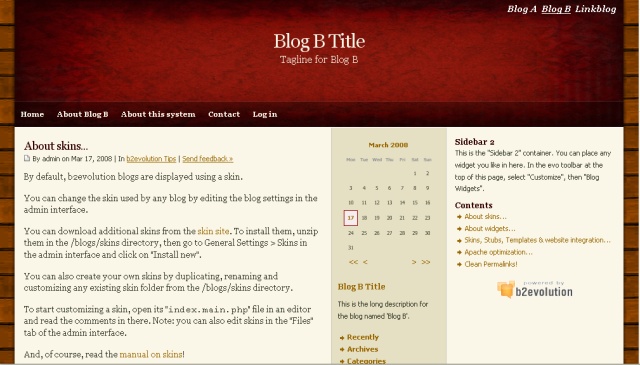 Blog A Blog B Linkblog
Blog B Title
Tagline for Blog B
Home About Blog B About this system Contact Log in
About skins...
By admin on Mar 17, 2008 | In b2evolution Tips | Send feedback »
By default, b2evolution blogs are displayed using a skin.
You can change the skin used by any blog by editing the blog settings in the
admin interface.
You can download additional skins from the skin site. To install them, unzip
them in the /blogs/skins directory, then go to General Settings > Skins in
the admin interface and click on "Install new".
You can also create your own skins by duplicating, renaming and
customizing any existing skin folder from the /blogs/skins directory.
To start customizing a skin, open its "index.main.php" file in an editor
and read the comments in there. Note: you can also edit skins in the "Files"
tab of the admin interface.
And, of course, read the manual on skins!
March 2008
Mon Tue Wed Thu Fri Sat Sun
1 2
3 4 5 6 7 8 9
10 11 12 13 14 15 16
17 18 19 20 21 22 23
24 25 26 27 28 29 30
31
<< < > >>
Blog B Title
This is the long description for
the blog named 'Blog B'.
Recently
Archives
Categories
Sidebar 2
This is the "Sidebar 2" container. You can place any
widget you like in here. In the evo toolbar at the
top of this page, select "Customize", then "Blog
Widgets".
Contents
About skins...
About widgets...
Skins, Stubs, Templates & website integration...
Apache optimization...
Clean Permalinks!
powered by
b2evolution